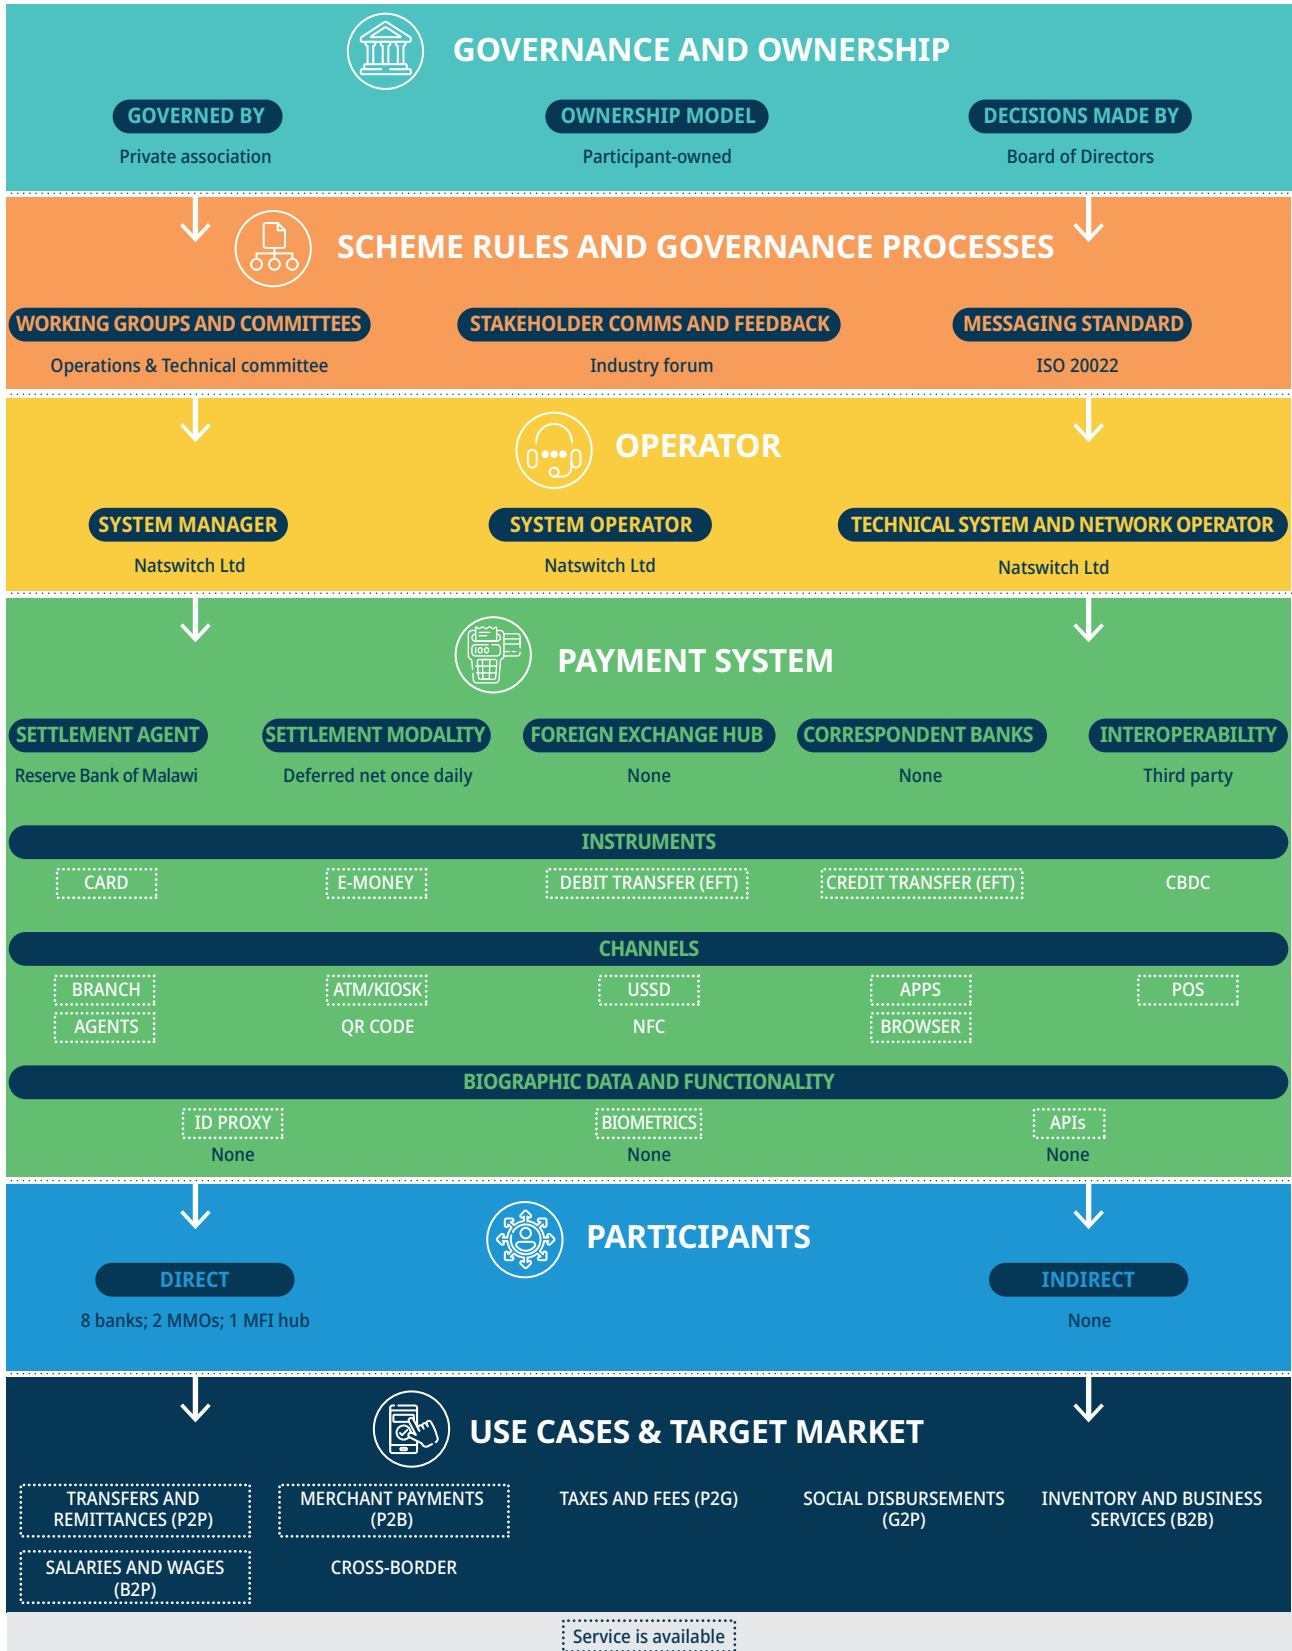 GOVERNANCE AND OWNERSHIP
GOVERNED BY
OWNERSHIP MODEL
DECISIONS MADE BY
Private association
Participant-owned
Board of Directors
SCHEME RULES AND GOVERNANCE PROCESSES
WORKING GROUPS AND COMMITTEES
STAKEHOLDER COMMS AND FEEDBACK
MESSAGING STANDARD
Operations & Technical committee
Industry forum
ISO 20022
OPERATOR
SYSTEM MANAGER
SYSTEM OPERATOR
TECHNICAL SYSTEM AND NETWORK OPERATOR
Natswitch Ltd
Natswitch Ltd
Natswitch Ltd
PAYMENT SYSTEM
SETTLEMENT AGENT
SETTLEMENT MODALITY
FOREIGN EXCHANGE HUB
CORRESPONDENT BANKS
INTEROPERABILITY
Reserve Bank of Malawi
Deferred net once daily
None
None
Third party
INSTRUMENTS
CARD
E-MONEY
DEBIT TRANSFER (EFT)
CREDIT TRANSFER (EFT)
CBDC
CHANNELS
BRANCH
ATM/KIOSK
USSD
APPS
POS
AGENTS
QR CODE
NFC
BROWSER
BIOGRAPHIC DATA AND FUNCTIONALITY
ID PROXY
BIOMETRICS
APIs
None
None
None
PARTICIPANTS
DIRECT
INDIRECT
8 banks; 2 MMOs; 1 MFI hub
None
USE CASES & TARGET MARKET
TRANSFERS AND
REMITTANCES (P2P)
MERCHANT PAYMENTS
(P2B)
TAXES AND FEES (P2G)
SOCIAL DISBURSEMENTS
(G2P)
INVENTORY AND BUSINESS
SERVICES (B2B)
SALARIES AND WAGES
(B2P)
CROSS-BORDER
Service is available